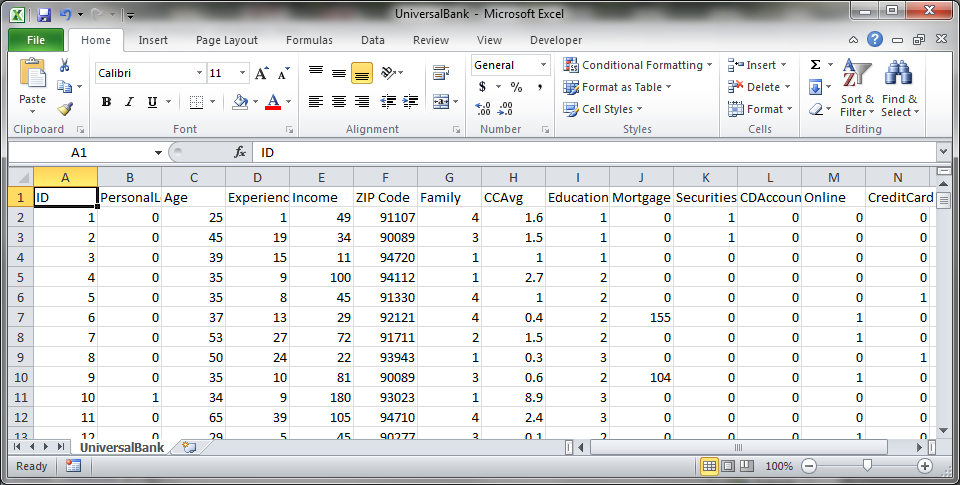 UniversalBank - Microsoft Excel
File Home Insert Page Layout Formulas Data Review View Developer
Calibri 11 General Conditional Formatting Insert Σ
Paste B I U A $ % , Format as Table Delete Sort & Filter Find & Select
Cell Styles Format
Clipboard Font Alignment Number Styles Cells Editing
A1 fx ID
A B C D E F G H I J K L M N
1 ID PersonalL Age Experienc Income ZIP Code Family CCAvg Education Mortgage Securities CDAccoun Online CreditCard
2 1 0 25 1 49 91107 4 1.6 1 0 1 0 0 0
3 2 0 45 19 34 90089 3 1.5 1 0 1 0 0 0
4 3 0 39 15 11 94720 1 1 1 0 0 0 0 0
5 4 0 35 9 100 94112 1 2.7 2 0 0 0 0 0
6 5 0 35 8 45 91330 4 1 2 0 0 0 0 1
7 6 0 37 13 29 92121 4 0.4 2 155 0 0 1 0
8 7 0 53 27 72 91711 2 1.5 2 0 0 0 1 0
9 8 0 50 24 22 93943 1 0.3 3 0 0 0 0 1
10 9 0 35 10 81 90089 3 0.6 2 104 0 0 1 0
11 10 1 34 9 180 93023 1 8.9 3 0 0 0 0 0
12 11 0 65 39 105 94710 4 2.4 3 0 0 0 0 0
13 12 0 29 5 45 90277 3 0.1 2 0 0 0 1 0
UniversalBank
Ready 100%